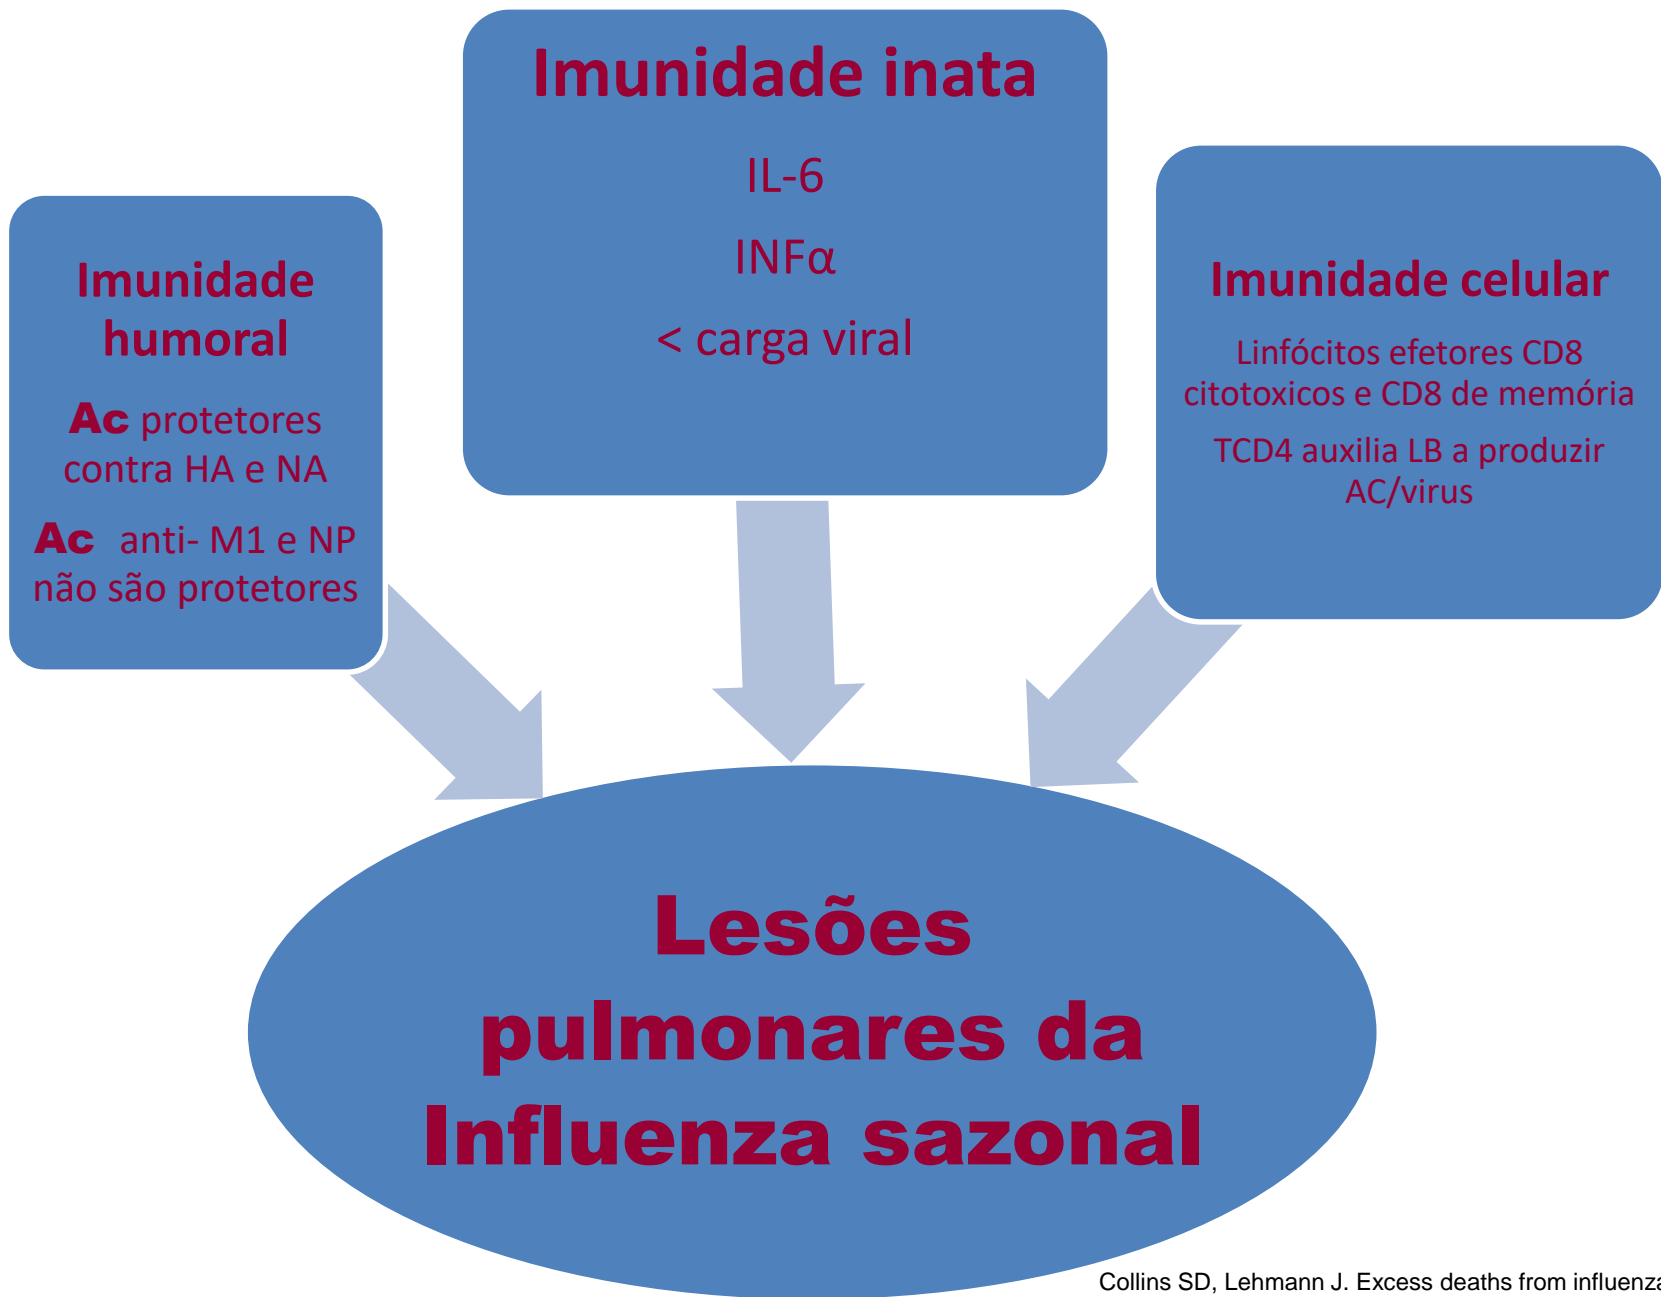 Imunidade inata
IL-6
INFα
< carga viral
Imunidade
humoral
Ac protetores
contra HA e NA
Ac anti- M1 e NP
não são protetores
Imunidade celular
Linfócitos efetores CD8
citotoxicos e CD8 de memória
TCD4 auxilia LB a produzir
AC/virus
Lesões
pulmonares da
Influenza sazonal
Collins SD, Lehmann J. Excess deaths from influenza